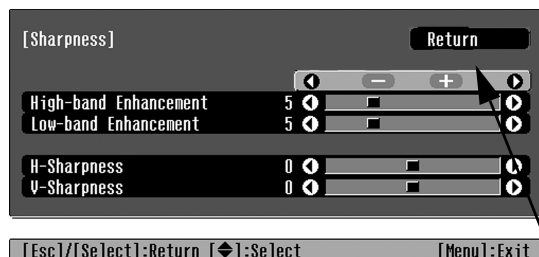 [Sharpness] Return
− +
High-band Enhancement 5
Low-band Enhancement 5
H-Sharpness 0
V-Sharpness 0
[Esc]/[Select]:Return [◆]:Select [Menu]:Exit